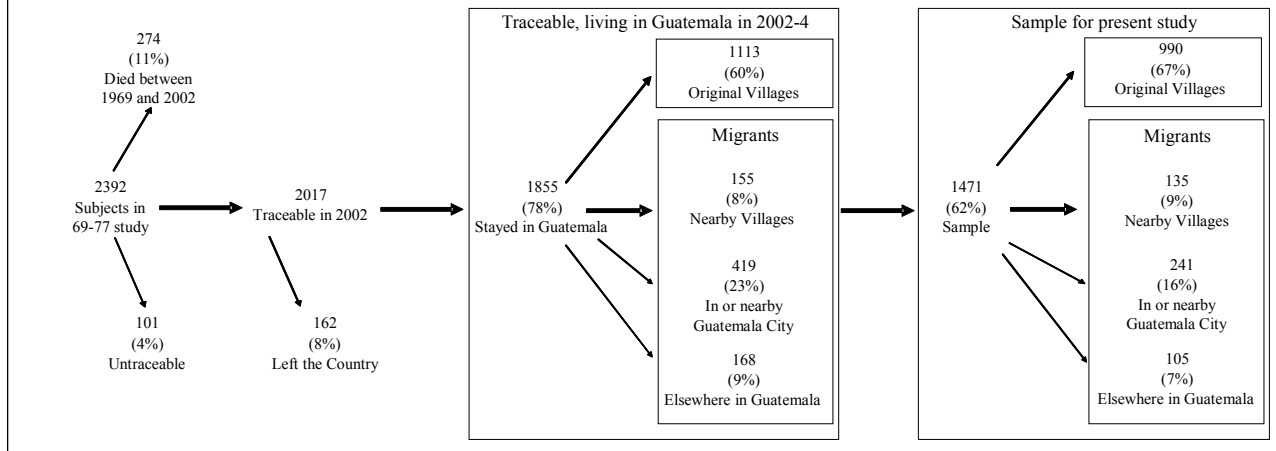 274
(11%)
Died between
1969 and 2002
2392
Subjects in
69-77 study
101
(4%)
Untraceable
2017
Traceable in 2002
162
(8%)
Left the Country
Traceable, living in Guatemala in 2002-4
1855
(78%)
Stayed in Guatemala
1113
(60%)
Original Villages
Migrants
155
(8%)
Nearby Villages
419
(23%)
In or nearby
Guatemala City
168
(9%)
Elsewhere in Guatemala
Sample for present study
1471
(62%)
Sample
990
(67%)
Original Villages
Migrants
135
(9%)
Nearby Villages
241
(16%)
In or nearby
Guatemala City
105
(7%)
Elsewhere in Guatemala